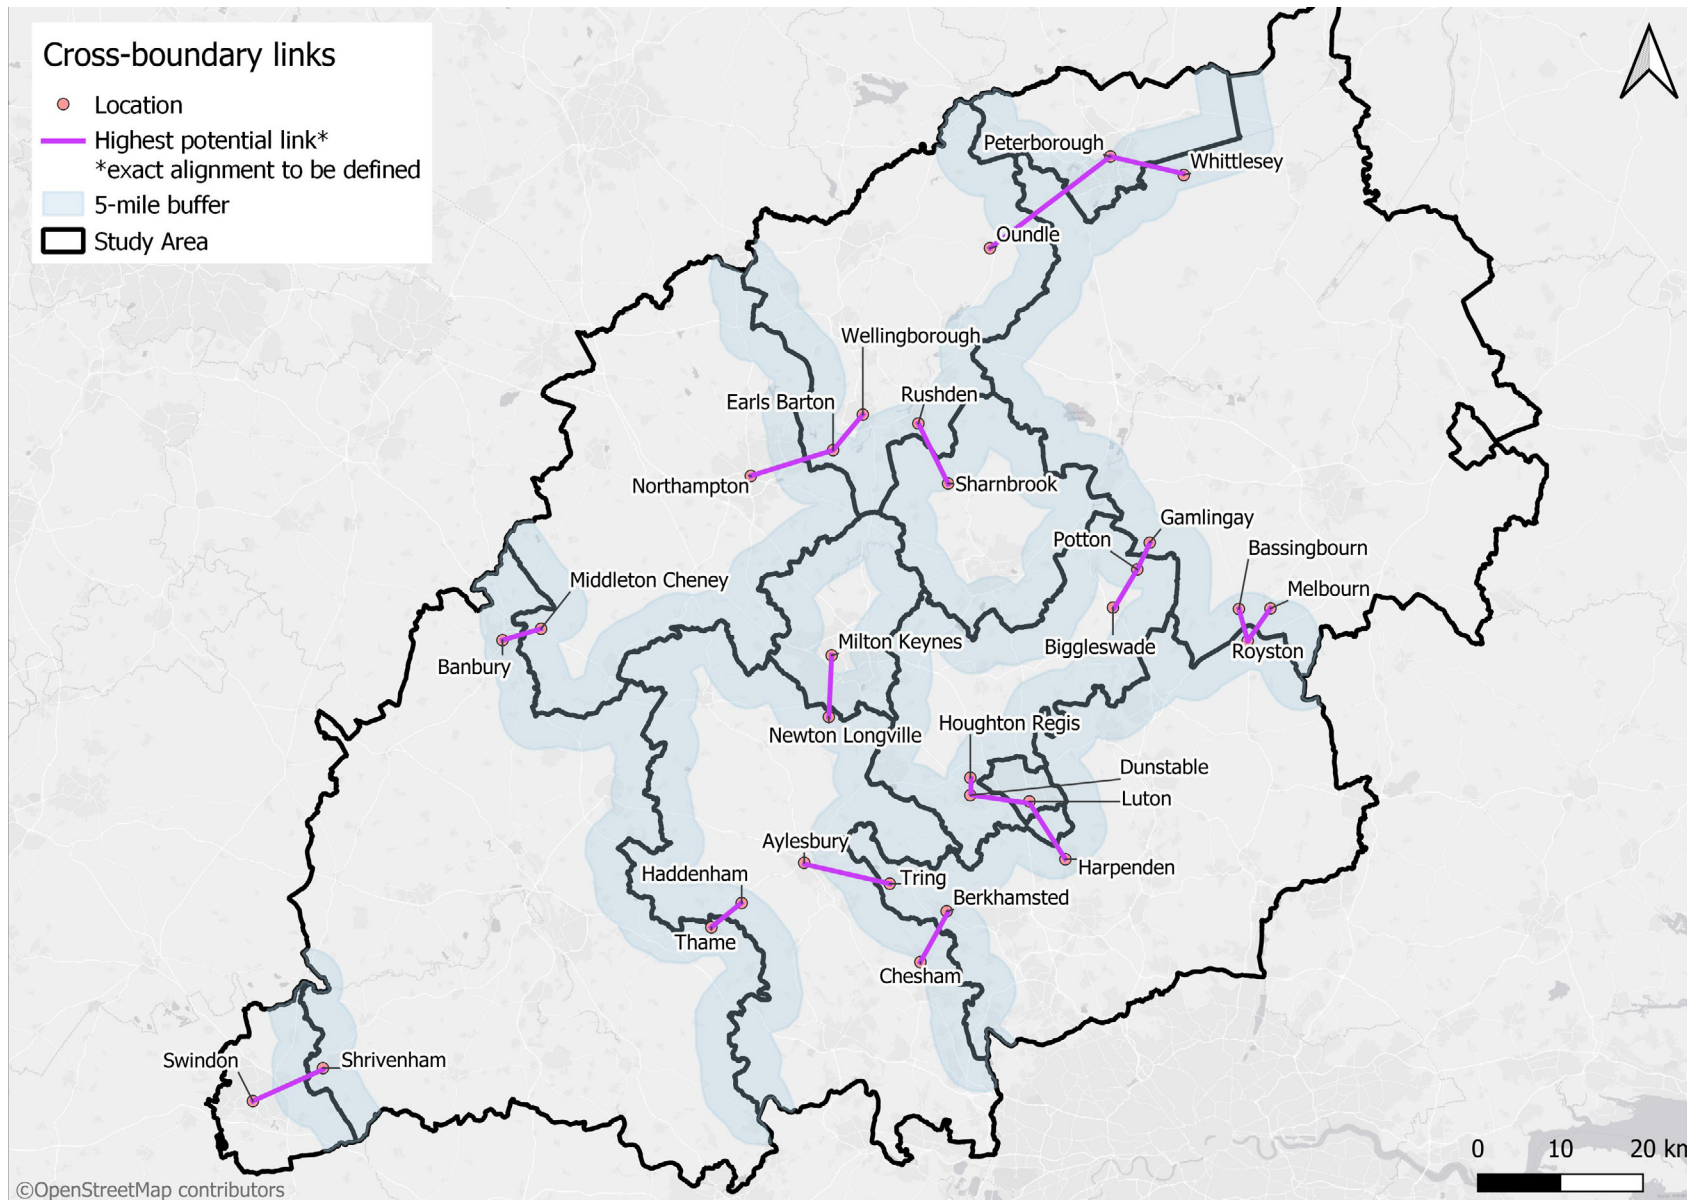 Cross-boundary links
Location
Highest potential link*
*exact alignment to be defined
5-mile buffer
Study Area
Peterborough
Whittlesey
Oundle
Wellingborough
Earls Barton
Rushden
Northampton
Sharnbrook
Gamlingay
Potton
Bassingbourn
Middleton Cheney
Melbourn
Milton Keynes
Biggleswade
Royston
Banbury
Houghton Regis
Newton Longville
Dunstable
Luton
Aylesbury
Harpenden
Haddenham
Tring
Berkhamsted
Thame
Chesham
Swindon
Shrivenham
0 10 20 km
©OpenStreetMap contributors